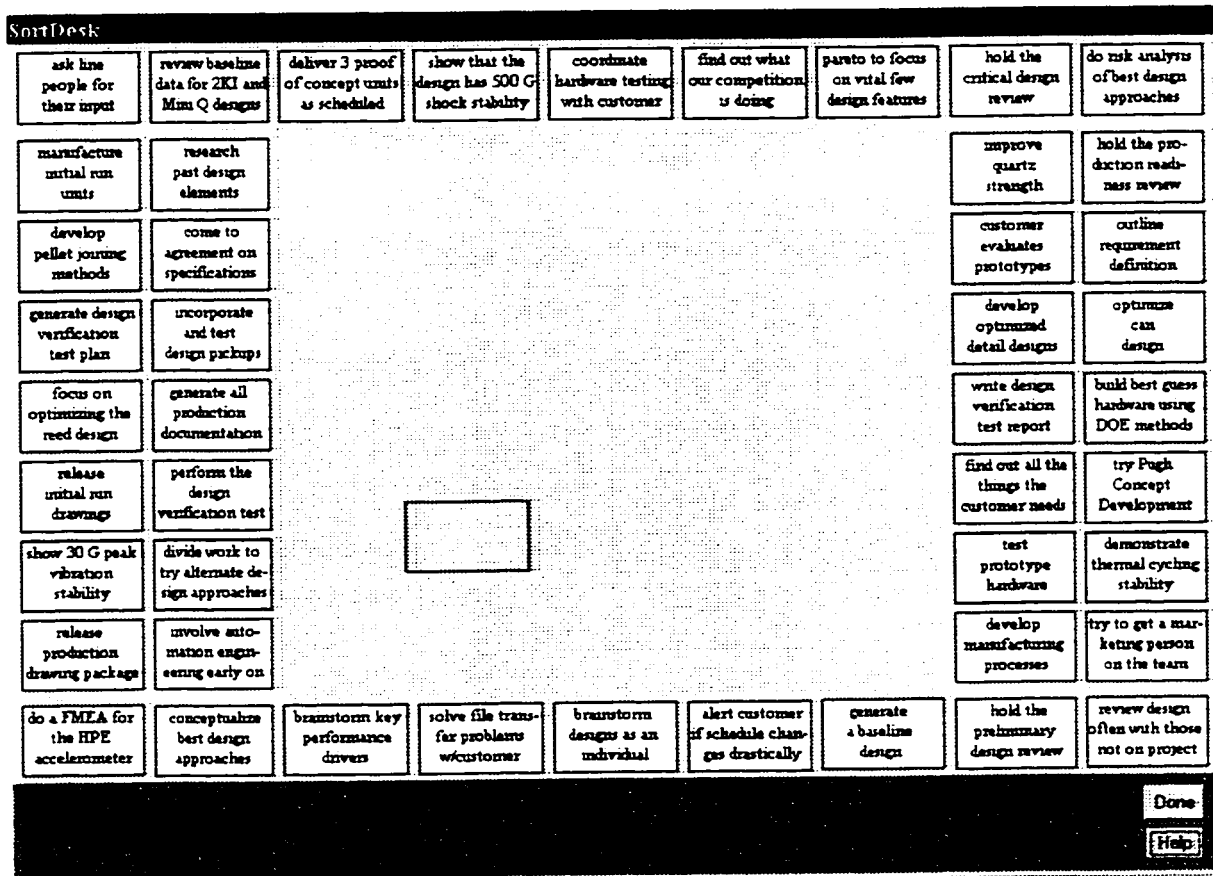 SortDesk
ask line
people for
their input
review baseline
data for 2KI and
Mini Q designs
deliver 3 proof
of concept units
as scheduled
show that the
design has 500 G
shock stability
coordinate
hardware testing
with customer
find out what
our competition
is doing
pareto to focus
on vital few
design features
hold the
critical design
review
do risk analysis
of best design
approaches
manufacture
initial run
units
research
past design
elements
improve
quartz
strength
hold the pro-
duction readi-
ness review
develop
pellet joining
methods
come to
agreement on
specifications
customer
evaluates
prototypes
outline
requirement
definition
generate design
verification
test plan
incorporate
and test
design pickups
develop
optimized
detail designs
optimize
can
design
focus on
optimizing the
reed design
generate all
production
documentation
write design
verification
test report
build best guess
hardware using
DOE methods
release
initial run
drawings
perform the
design
verification test
find out all the
things the
customer needs
try Pugh
Concept
Development
show 30 G peak
vibration
stability
divide work to
try alternate de-
sign approaches
test
prototype
hardware
demonstrate
thermal cycling
stability
release
production
drawing package
involve auto-
mation engin-
eering early on
develop
manufacturing
processes
try to get a mar-
keting person
on the team
do a FMEA for
the HPE
accelerometer
conceptualize
best design
approaches
brainstorm key
performance
drivers
solve file trans-
fer problems
w/customer
brainstorm
designs as an
individual
alert customer
if schedule chan-
ges drastically
generate
a baseline
design
hold the
preliminary
design review
review design
often with those
not on project
Done
Help